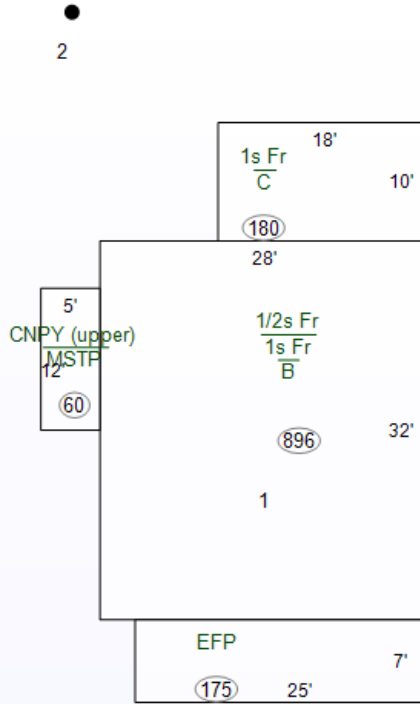 2
18'
1s Fr
C
10'
180
28'
5'
CNPY (upper)
MSTP
12'
60
1/2s Fr
1s Fr
B
896
32'
1
EFP
7'
175
25'